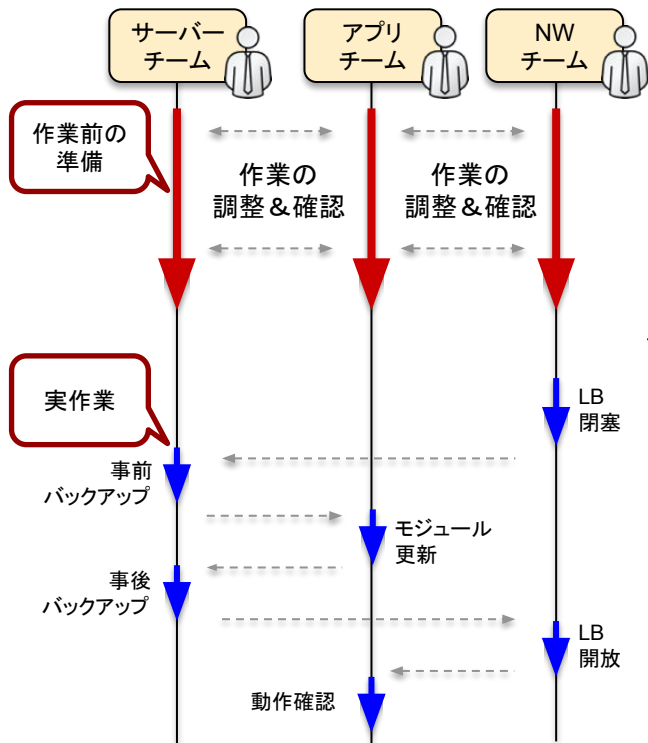 サーバー
チーム
アプリ
チーム
NW
チーム
作業前の
準備
作業の
調整＆確認
作業の
調整＆確認
実作業
LB
閉塞
事前
バックアップ
モジュール
更新
事後
バックアップ
LB
開放
動作確認